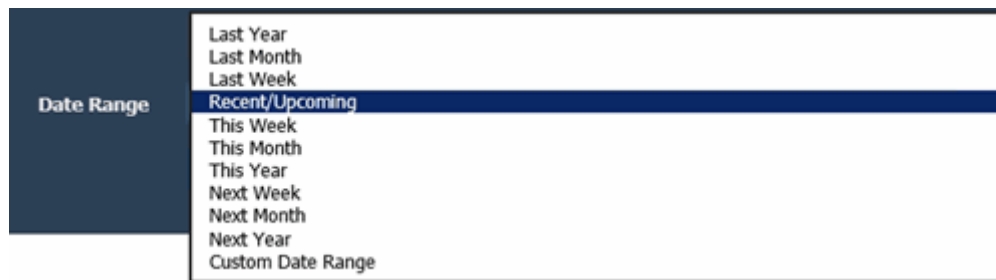 Date Range
Last Year
Last Month
Last Week
Recent/Upcoming
This Week
This Month
This Year
Next Week
Next Month
Next Year
Custom Date Range